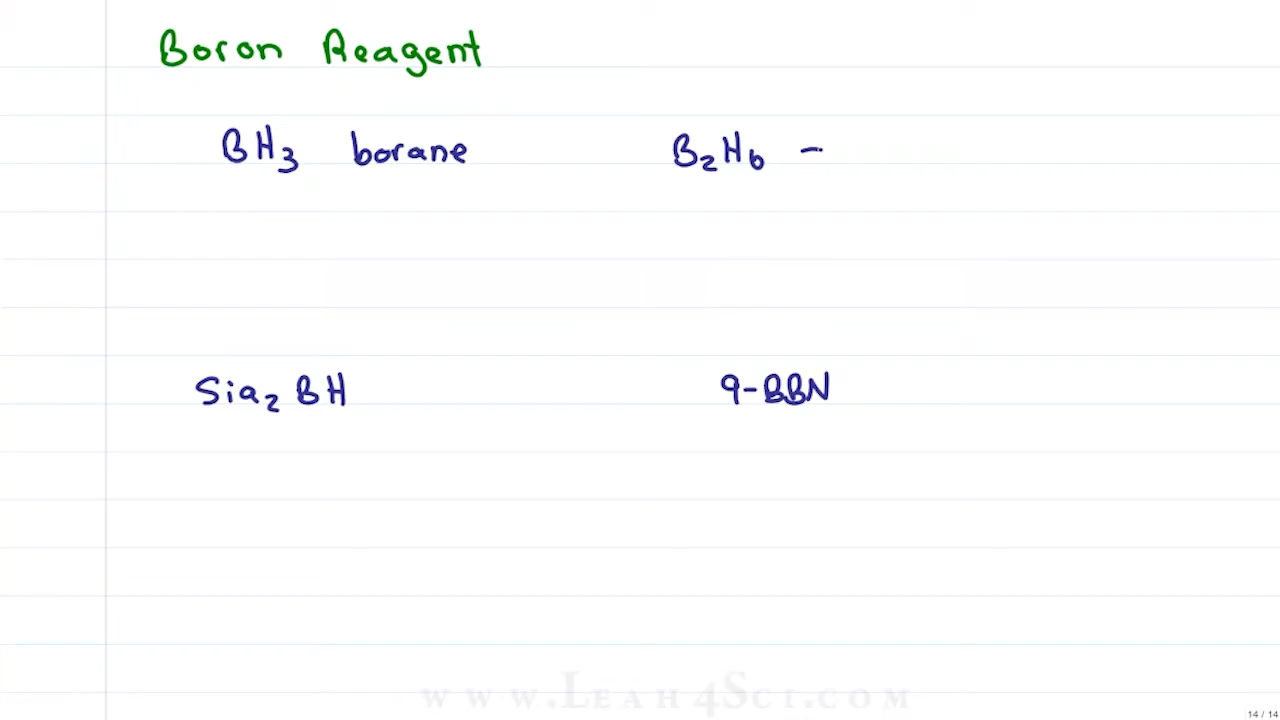 Boron Reagent
BH3 borane B2H6 -
Sia2 BH 9-BBN
www.Leah4Sci.com
14 / 14